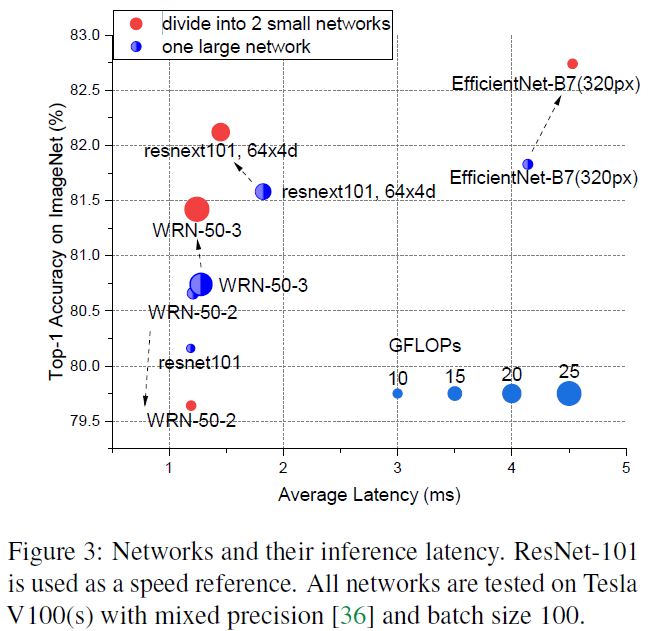 divide into 2 small networks
one large network
Top-1 Accuracy on ImageNet (%)
83.0
82.5
82.0
81.5
81.0
80.5
80.0
79.5
EfficientNet-B7(320px)
resnext101, 64x4d
EfficientNet-B7(320px)
resnext101, 64x4d
WRN-50-3
WRN-50-3
WRN-50-2
resnet101
WRN-50-2
GFLOPs
10 15 20 25
1 2 3 4 5
Average Latency (ms)
Figure 3: Networks and their inference latency. ResNet-101
is used as a speed reference. All networks are tested on Tesla
V100(s) with mixed precision [36] and batch size 100.